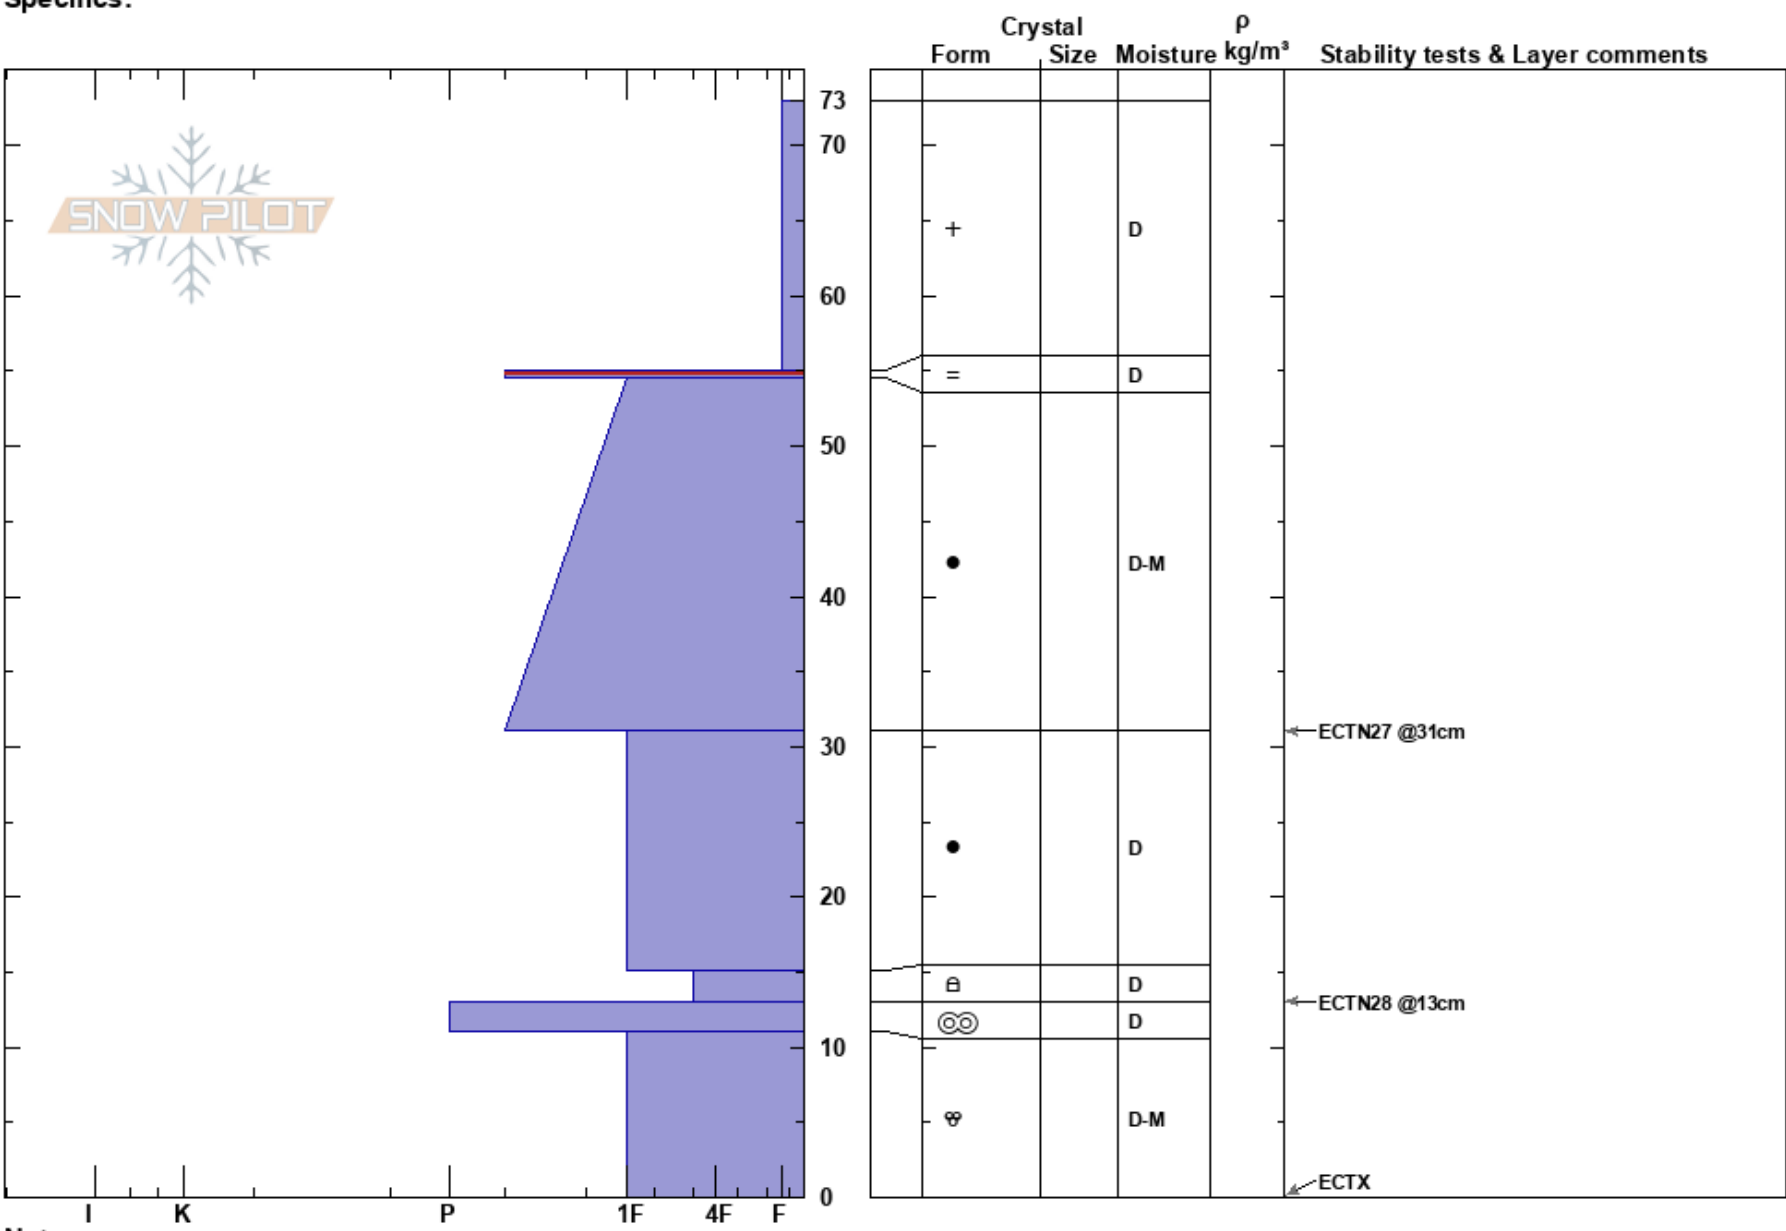 Specifics:
Crystal ρ
Form Size Moisture kg/m³ Stability tests & Layer comments
73
70
SNOW PILOT
+ D
60
= D
50
● D-M
40
ECTN27 @31cm
30
● D
20
D
ECTN28 @13cm
D
10
D-M
ECTX
0
I K P 1F 4F F